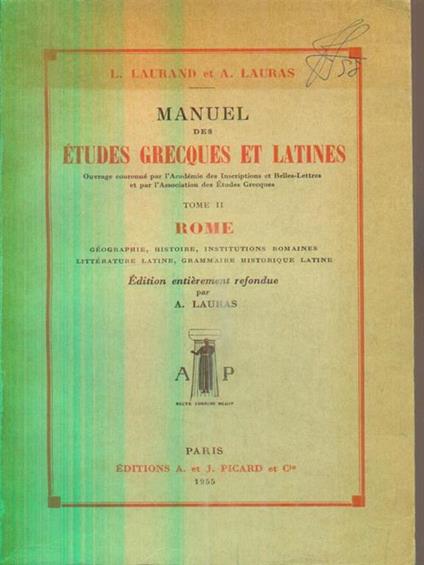 L. LAURAND et A. LAURAS
MANUEL
DES
ÉTUDES GRECQUES ET LATINES
Ouvrage couronné par l'Académie des Inscriptions et Belles-Lettres
et par l'Association des Études Grecques
TOME II
ROME
GÉOGRAPHIE, HISTOIRE, INSTITUTIONS ROMAINES
LITTÉRATURE LATINE, GRAMMAIRE HISTORIQUE LATINE
Édition entièrement refondue
par
A. LAURAS
A P
PARIS
ÉDITIONS A. et J. PICARD et Cie
1955